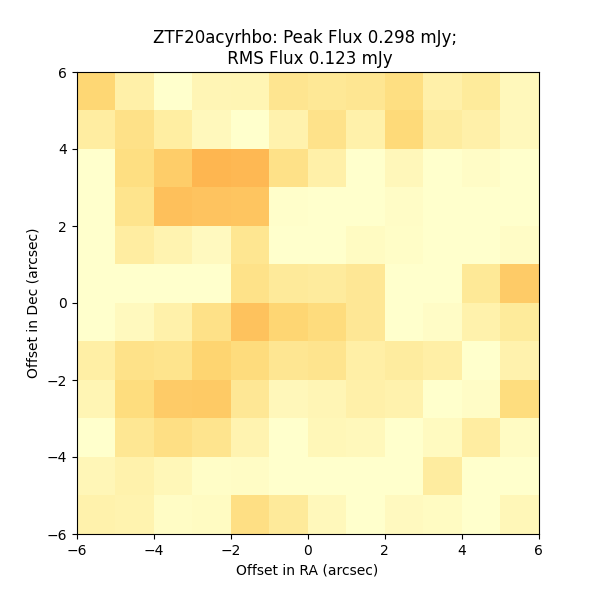 ZTF20acyrhbo: Peak Flux 0.298 mJy;
RMS Flux 0.123 mJy
6
4
2
0
−2
−4
−6
Offset in Dec (arcsec)
−6 −4 −2 0 2 4 6
Offset in RA (arcsec)